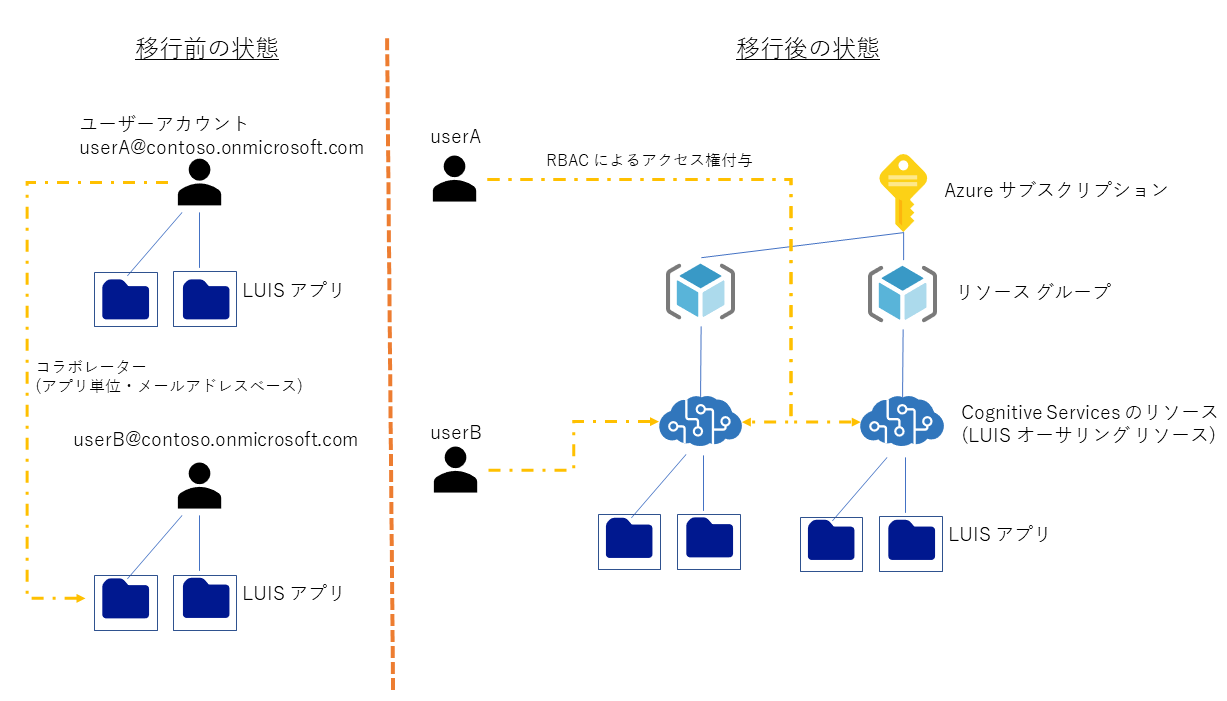 移行前の状態
ユーザーアカウント
userA@contoso.onmicrosoft.com
LUIS アプリ
コラボレーター
(アプリ単位・メールアドレスベース)
userB@contoso.onmicrosoft.com
LUIS アプリ
移行後の状態
userA
RBAC によるアクセス権付与
Azure サブスクリプション
リソース グループ
userB
Cognitive Services のリソース
(LUIS オーサリング リソース)
LUIS アプリ